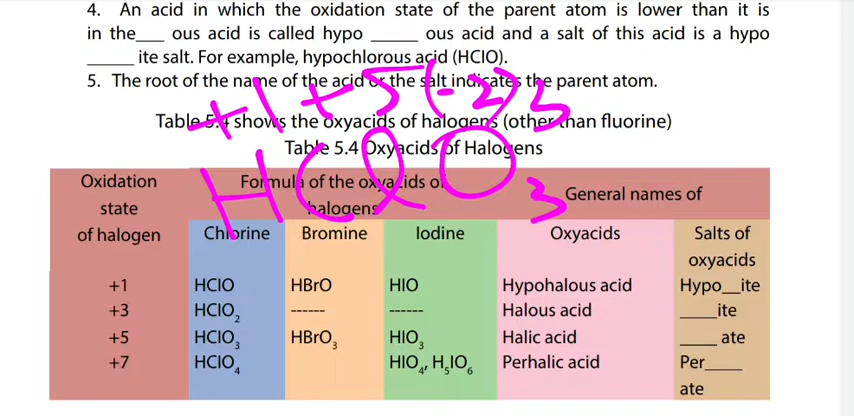 4. An acid in which the oxidation state of the parent atom is lower than it is
in the___ ous acid is called hypo _____ ous acid and a salt of this acid is a hypo
_____ ite salt. For example, hypochlorous acid (HClO).
5. The root of the name of the acid or the salt indicates the parent atom.
+1 +5 (-2)3
Table 5.4 shows the oxyacids of halogens (other than fluorine)
Table 5.4 Oxyacids of Halogens
HClO3
Oxidation state of halogen Formula of the oxyacids of halogens General names of
Chlorine Bromine Iodine Oxyacids Salts of oxyacids
+1 HClO HBrO HIO Hypohalous acid Hypo__ite
+3 HClO₂ ------ ------ Halous acid ____ite
+5 HClO₃ HBrO₃ HIO₃ Halic acid ____ ate
+7 HClO₄ HIO₄, H₅IO₆ Perhalic acid Per____ ate